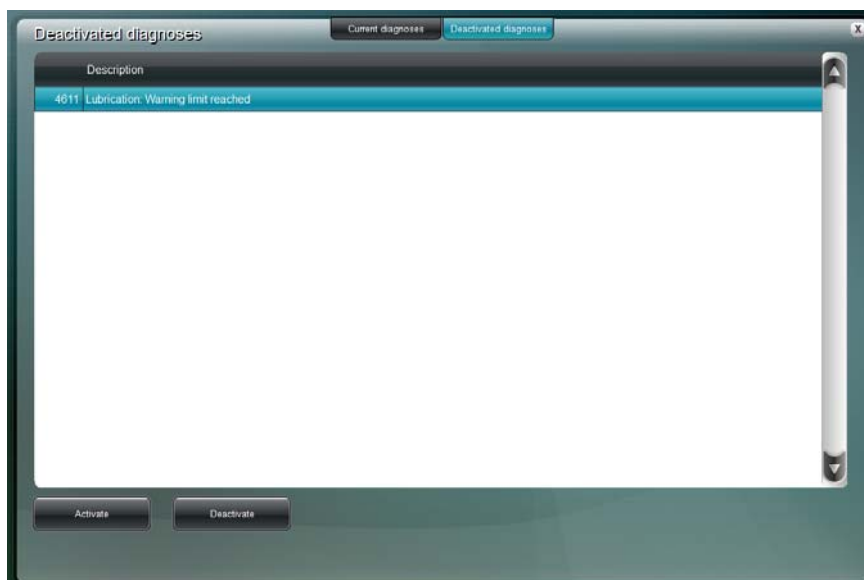 Deactivated diagnoses
Current diagnoses
Deactivated diagnoses
X
Description
4611 Lubrication: Warning limit reached
Activate
Deactivate